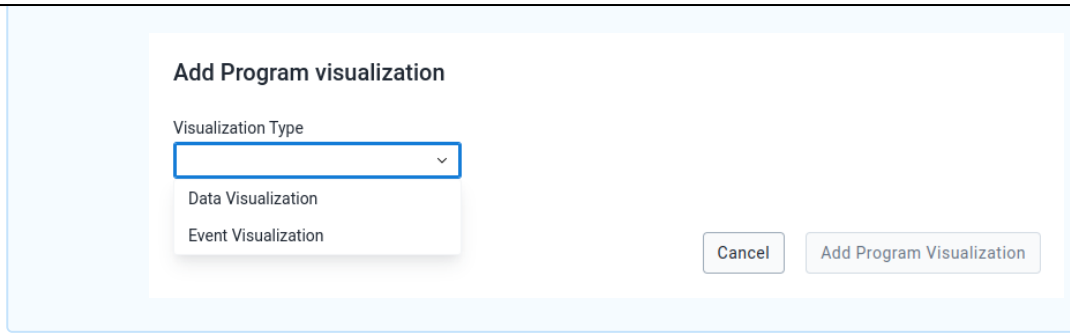 Add Program visualization
Visualization Type
Data Visualization
Event Visualization
Cancel
Add Program Visualization